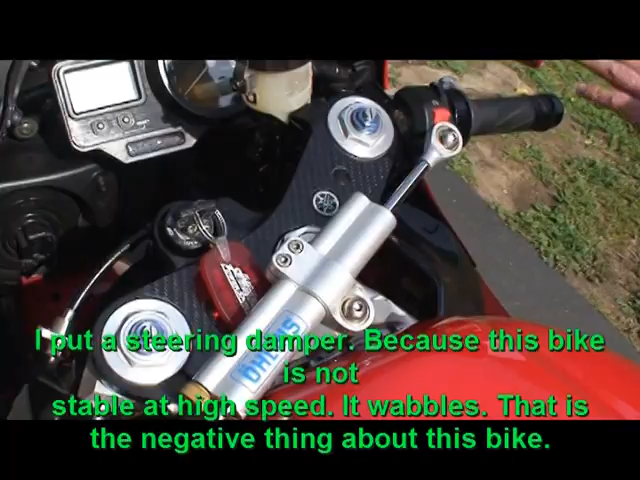 OHLINS
I put a steering damper. Because this bike
is not
stable at high speed. It wabbles. That is
the negative thing about this bike.